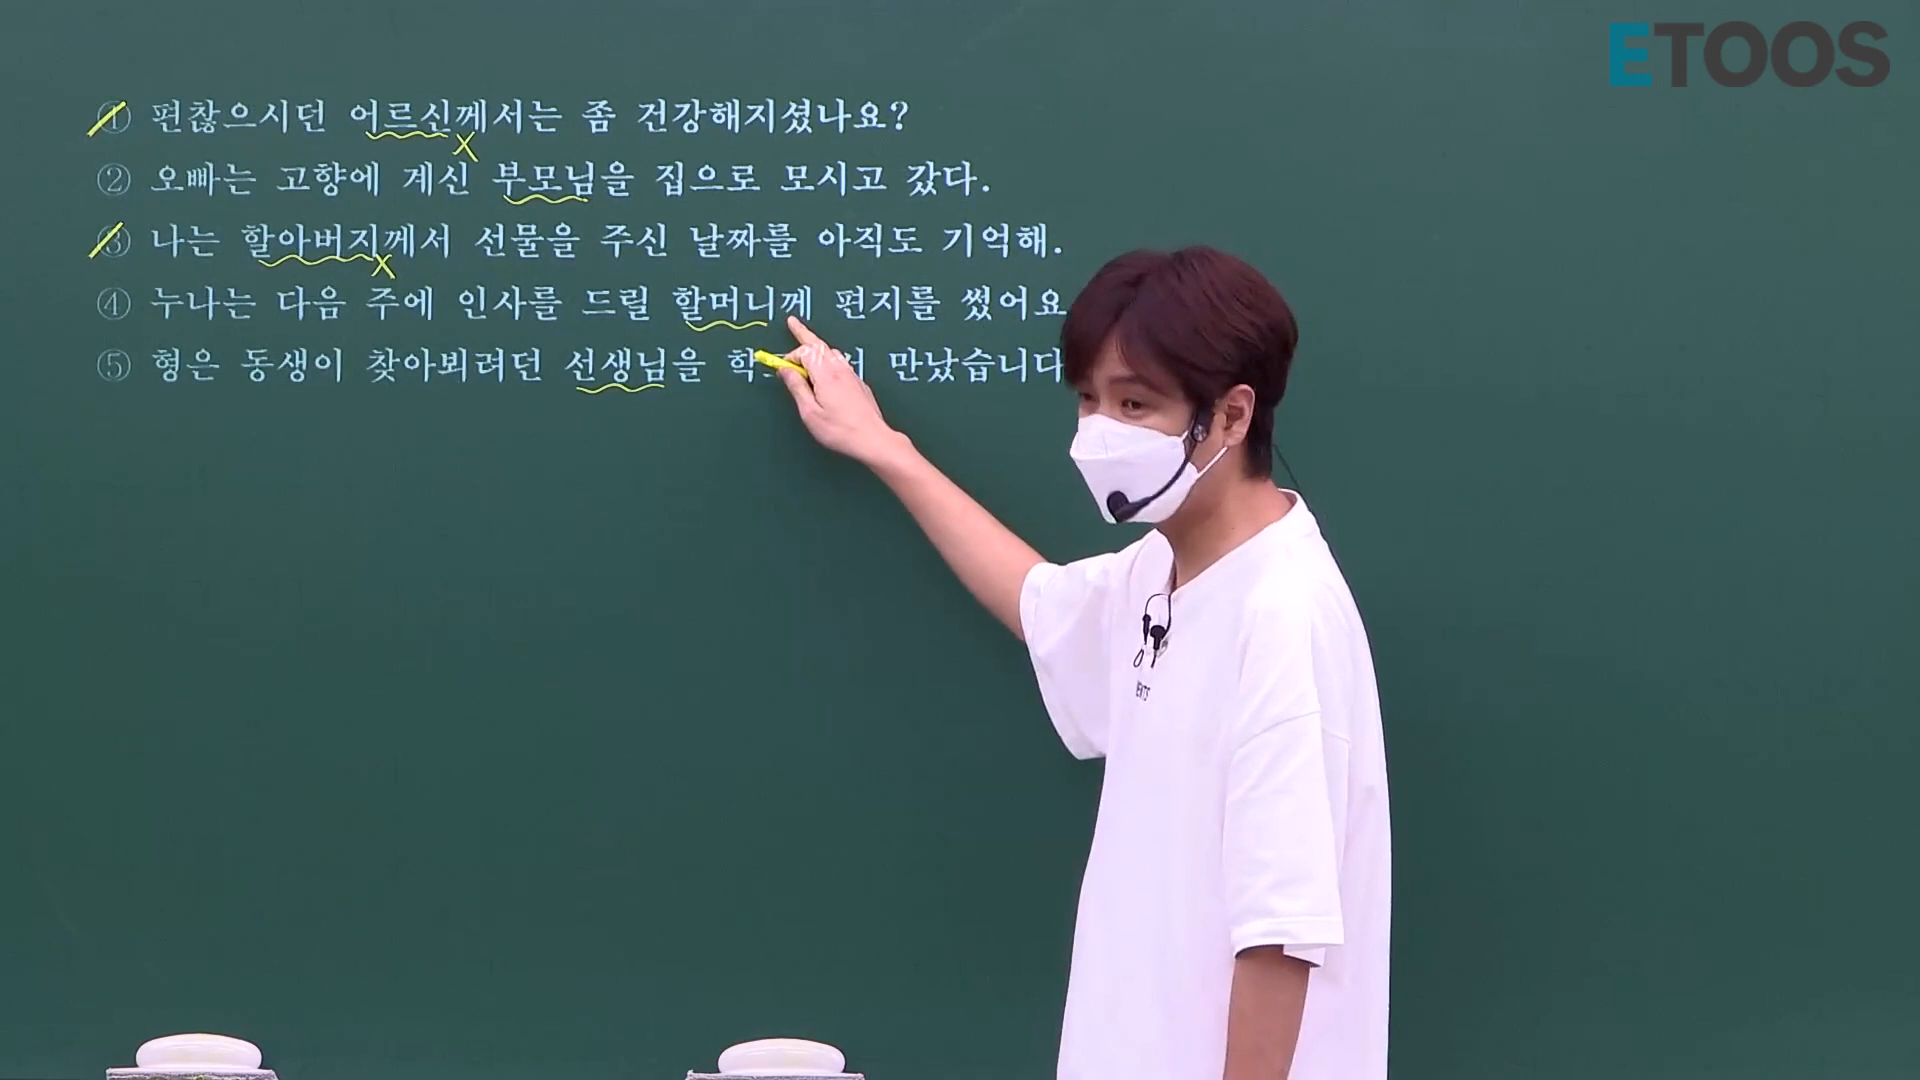 ETOOS
① 편찮으시던 어르신께서는 좀 건강해지셨나요?
② 오빠는 고향에 계신 부모님을 집으로 모시고 갔다.
③ 나는 할아버지께서 선물을 주신 날짜를 아직도 기억해.
④ 누나는 다음 주에 인사를 드릴 할머니께 편지를 썼어요
⑤ 형은 동생이 찾아뵈려던 선생님을 만났습니다
X
X